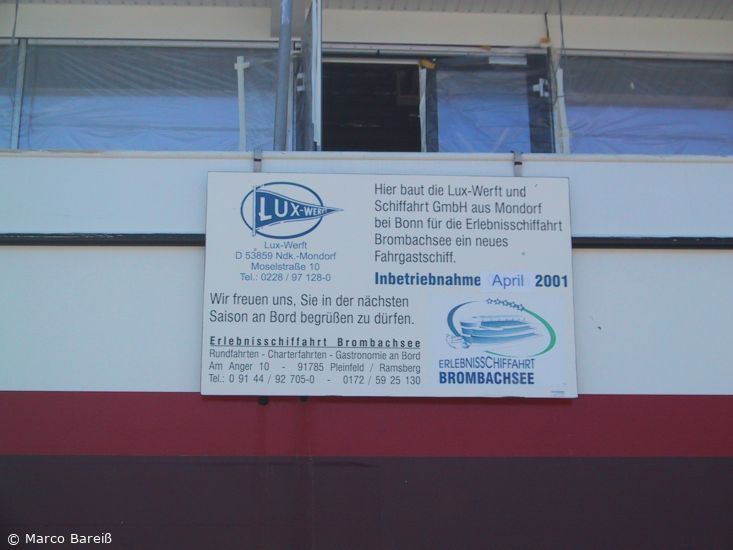 LUX-WERFT
Lux-Werft
D 53859 Ndk.-Mondorf
Moselstraße 10
Tel.: 0228 / 97 128-0
Hier baut die Lux-Werft und
Schiffahrt GmbH aus Mondorf
bei Bonn für die Erlebnisschiffahrt
Brombachsee ein neues
Fahrgastschiff.
Inbetriebnahme April 2001
Wir freuen uns, Sie in der nächsten
Saison an Bord begrüßen zu dürfen.
Erlebnisschiffahrt Brombachsee
Rundfahrten - Charterfahrten - Gastronomie an Bord
Am Anger 10 - 91785 Pleinfeld / Ramsberg
Tel.: 0 91 44 / 92 705-0 - 0172 / 59 25 130
ERLEBNISSCHIFFAHRT
BROMBACHSEE
© Marco Bareiß